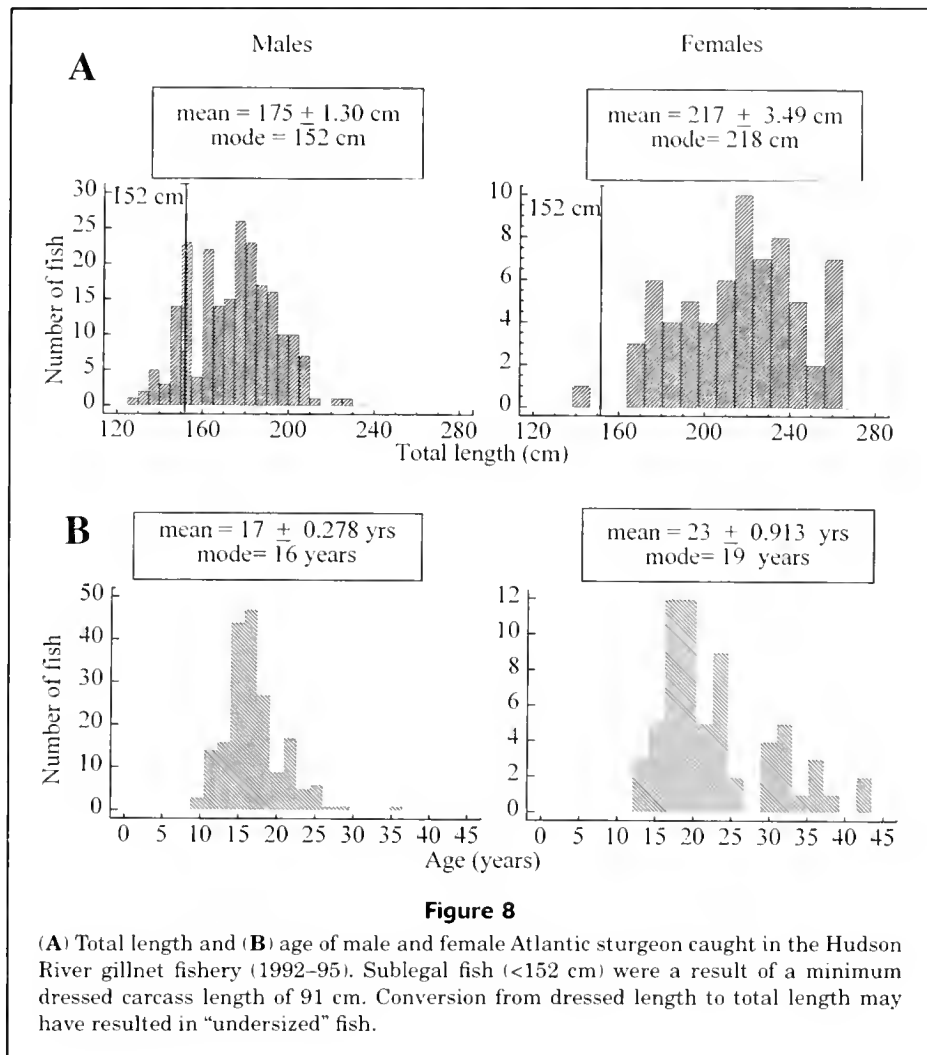 Males
Females
A
mean = 175 ± 1.30 cm
mode = 152 cm
mean = 217 ± 3.49 cm
mode= 218 cm
152 cm
152 cm
30
25
20
15
10
5
0
10
8
6
4
2
0
Number of fish
120 160 200 240 280
120 160 200 240 280
Total length (cm)
B
mean = 17 ± 0.278 yrs
mode= 16 years
mean = 23 ± 0.913 yrs
mode= 19 years
50
40
30
20
10
0
12
10
8
6
4
2
0
Number of fish
0 5 10 15 20 25 30 35 40 45
0 5 10 15 20 25 30 35 40 45
Age (years)
Figure 8
(A) Total length and (B) age of male and female Atlantic sturgeon caught in the Hudson
River gillnet fishery (1992–95). Sublegal fish (<152 cm) were a result of a minimum
dressed carcass length of 91 cm. Conversion from dressed length to total length may
have resulted in “undersized” fish.